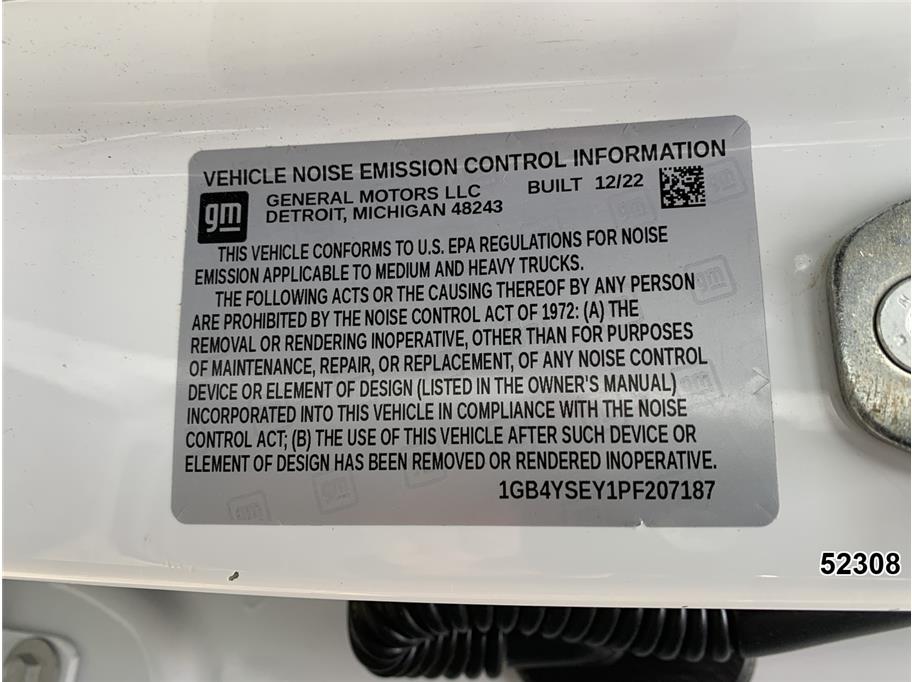 VEHICLE NOISE EMISSION CONTROL INFORMATION
gm
GENERAL MOTORS LLC BUILT 12/22
DETROIT, MICHIGAN 48243
THIS VEHICLE CONFORMS TO U.S. EPA REGULATIONS FOR NOISE
EMISSION APPLICABLE TO MEDIUM AND HEAVY TRUCKS.
THE FOLLOWING ACTS OR THE CAUSING THEREOF BY ANY PERSON
ARE PROHIBITED BY THE NOISE CONTROL ACT OF 1972: (A) THE
REMOVAL OR RENDERING INOPERATIVE, OTHER THAN FOR PURPOSES
OF MAINTENANCE, REPAIR, OR REPLACEMENT, OF ANY NOISE CONTROL
DEVICE OR ELEMENT OF DESIGN (LISTED IN THE OWNER'S MANUAL)
INCORPORATED INTO THIS VEHICLE IN COMPLIANCE WITH THE NOISE
CONTROL ACT; (B) THE USE OF THIS VEHICLE AFTER SUCH DEVICE OR
ELEMENT OF DESIGN HAS BEEN REMOVED OR RENDERED INOPERATIVE.
1GB4YSEY1PF207187
52308